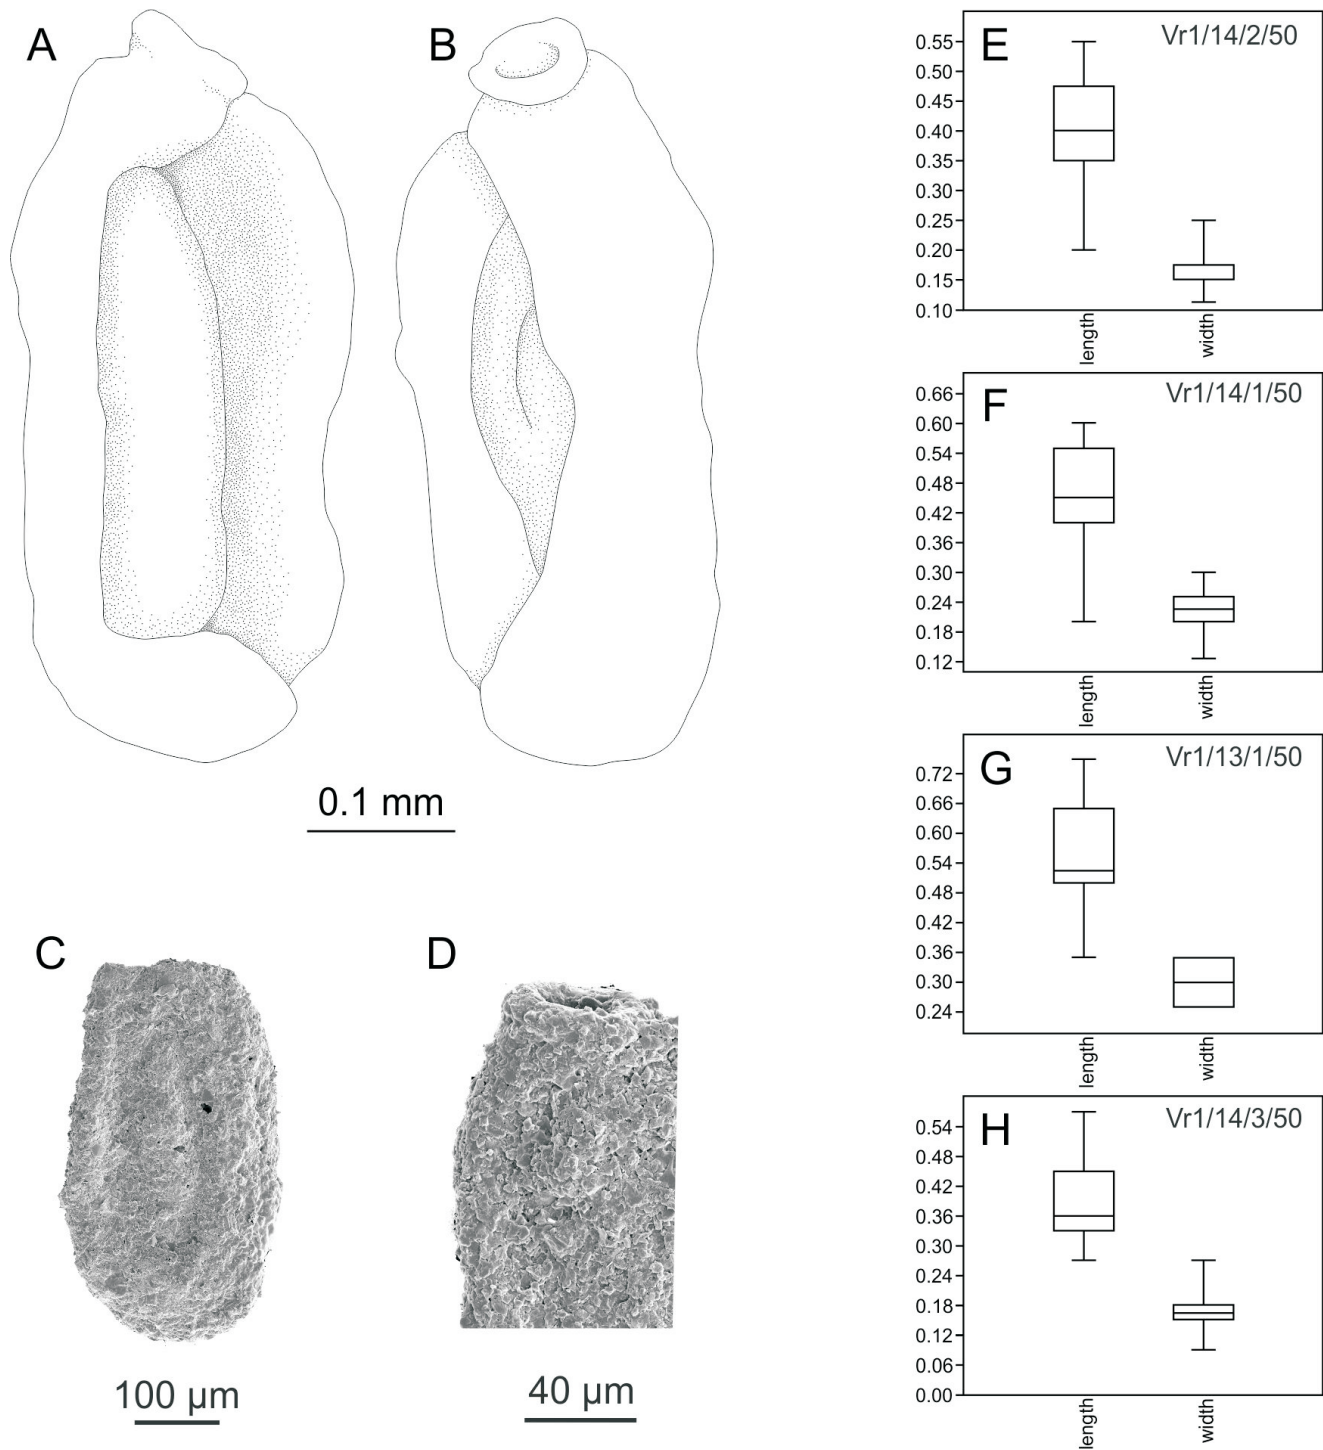 A
B
0.1 mm
C
D
100 µm
40 µm
E
Vr1/14/2/50
0.55
0.50
0.45
0.40
0.35
0.30
0.25
0.20
0.15
0.10
length
width
F
Vr1/14/1/50
0.66
0.60
0.54
0.48
0.42
0.36
0.30
0.24
0.18
0.12
length
width
G
Vr1/13/1/50
0.72
0.66
0.60
0.54
0.48
0.42
0.36
0.30
0.24
length
width
H
Vr1/14/3/50
0.54
0.48
0.42
0.36
0.30
0.24
0.18
0.12
0.06
0.00
length
width